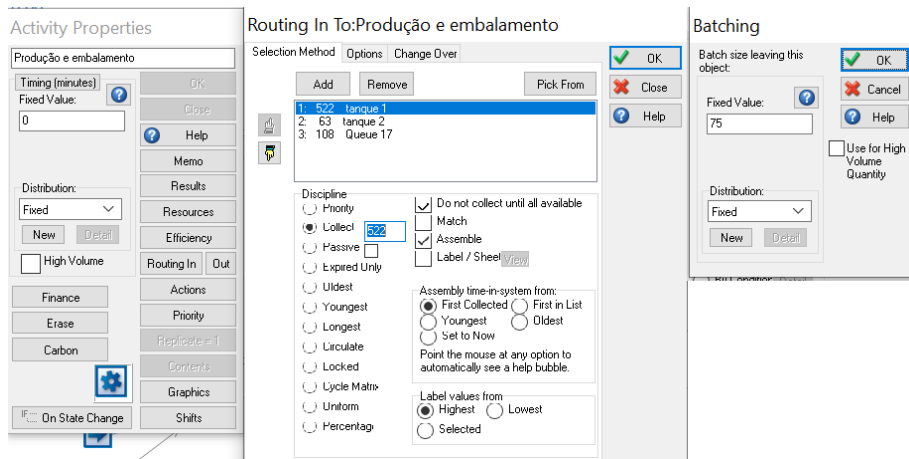 Activity Properties
Produção e embalamento
Timing (minutes)
Fixed Value:
0
Distribution:
Fixed
New
Detail
High Volume
Finance
Erase
Carbon
IF:.... On State Change
OK
Close
Help
Memo
Results
Resources
Efficiency
Routing In
Out
Actions
Priority
Replicate = 1
Contents
Graphics
Shifts
Routing In To:Produção e embalamento
Selection Method
Options
Change Over
Add
Remove
Pick From
1: 522 tanque 1
2: 63 tanque 2
3: 108 Queue 17
Discipline
Priority
Collect
522
Passive
Expired Only
Oldest
Youngest
Longest
Circulate
Locked
Cycle Matrix
Uniform
Percentage
Do not collect until all available
Match
Assemble
Label / Sheet
View
Assembly time-in-system from:
First Collected
First in List
Youngest
Oldest
Set to Now
Point the mouse at any option to
automatically see a help bubble.
Label values from
Highest
Lowest
Selected
OK
Close
Help
Batching
Batch size leaving this
object:
Fixed Value:
75
Distribution:
Fixed
New
Detail
OK
Cancel
Help
Use for High
Volume
Quantity